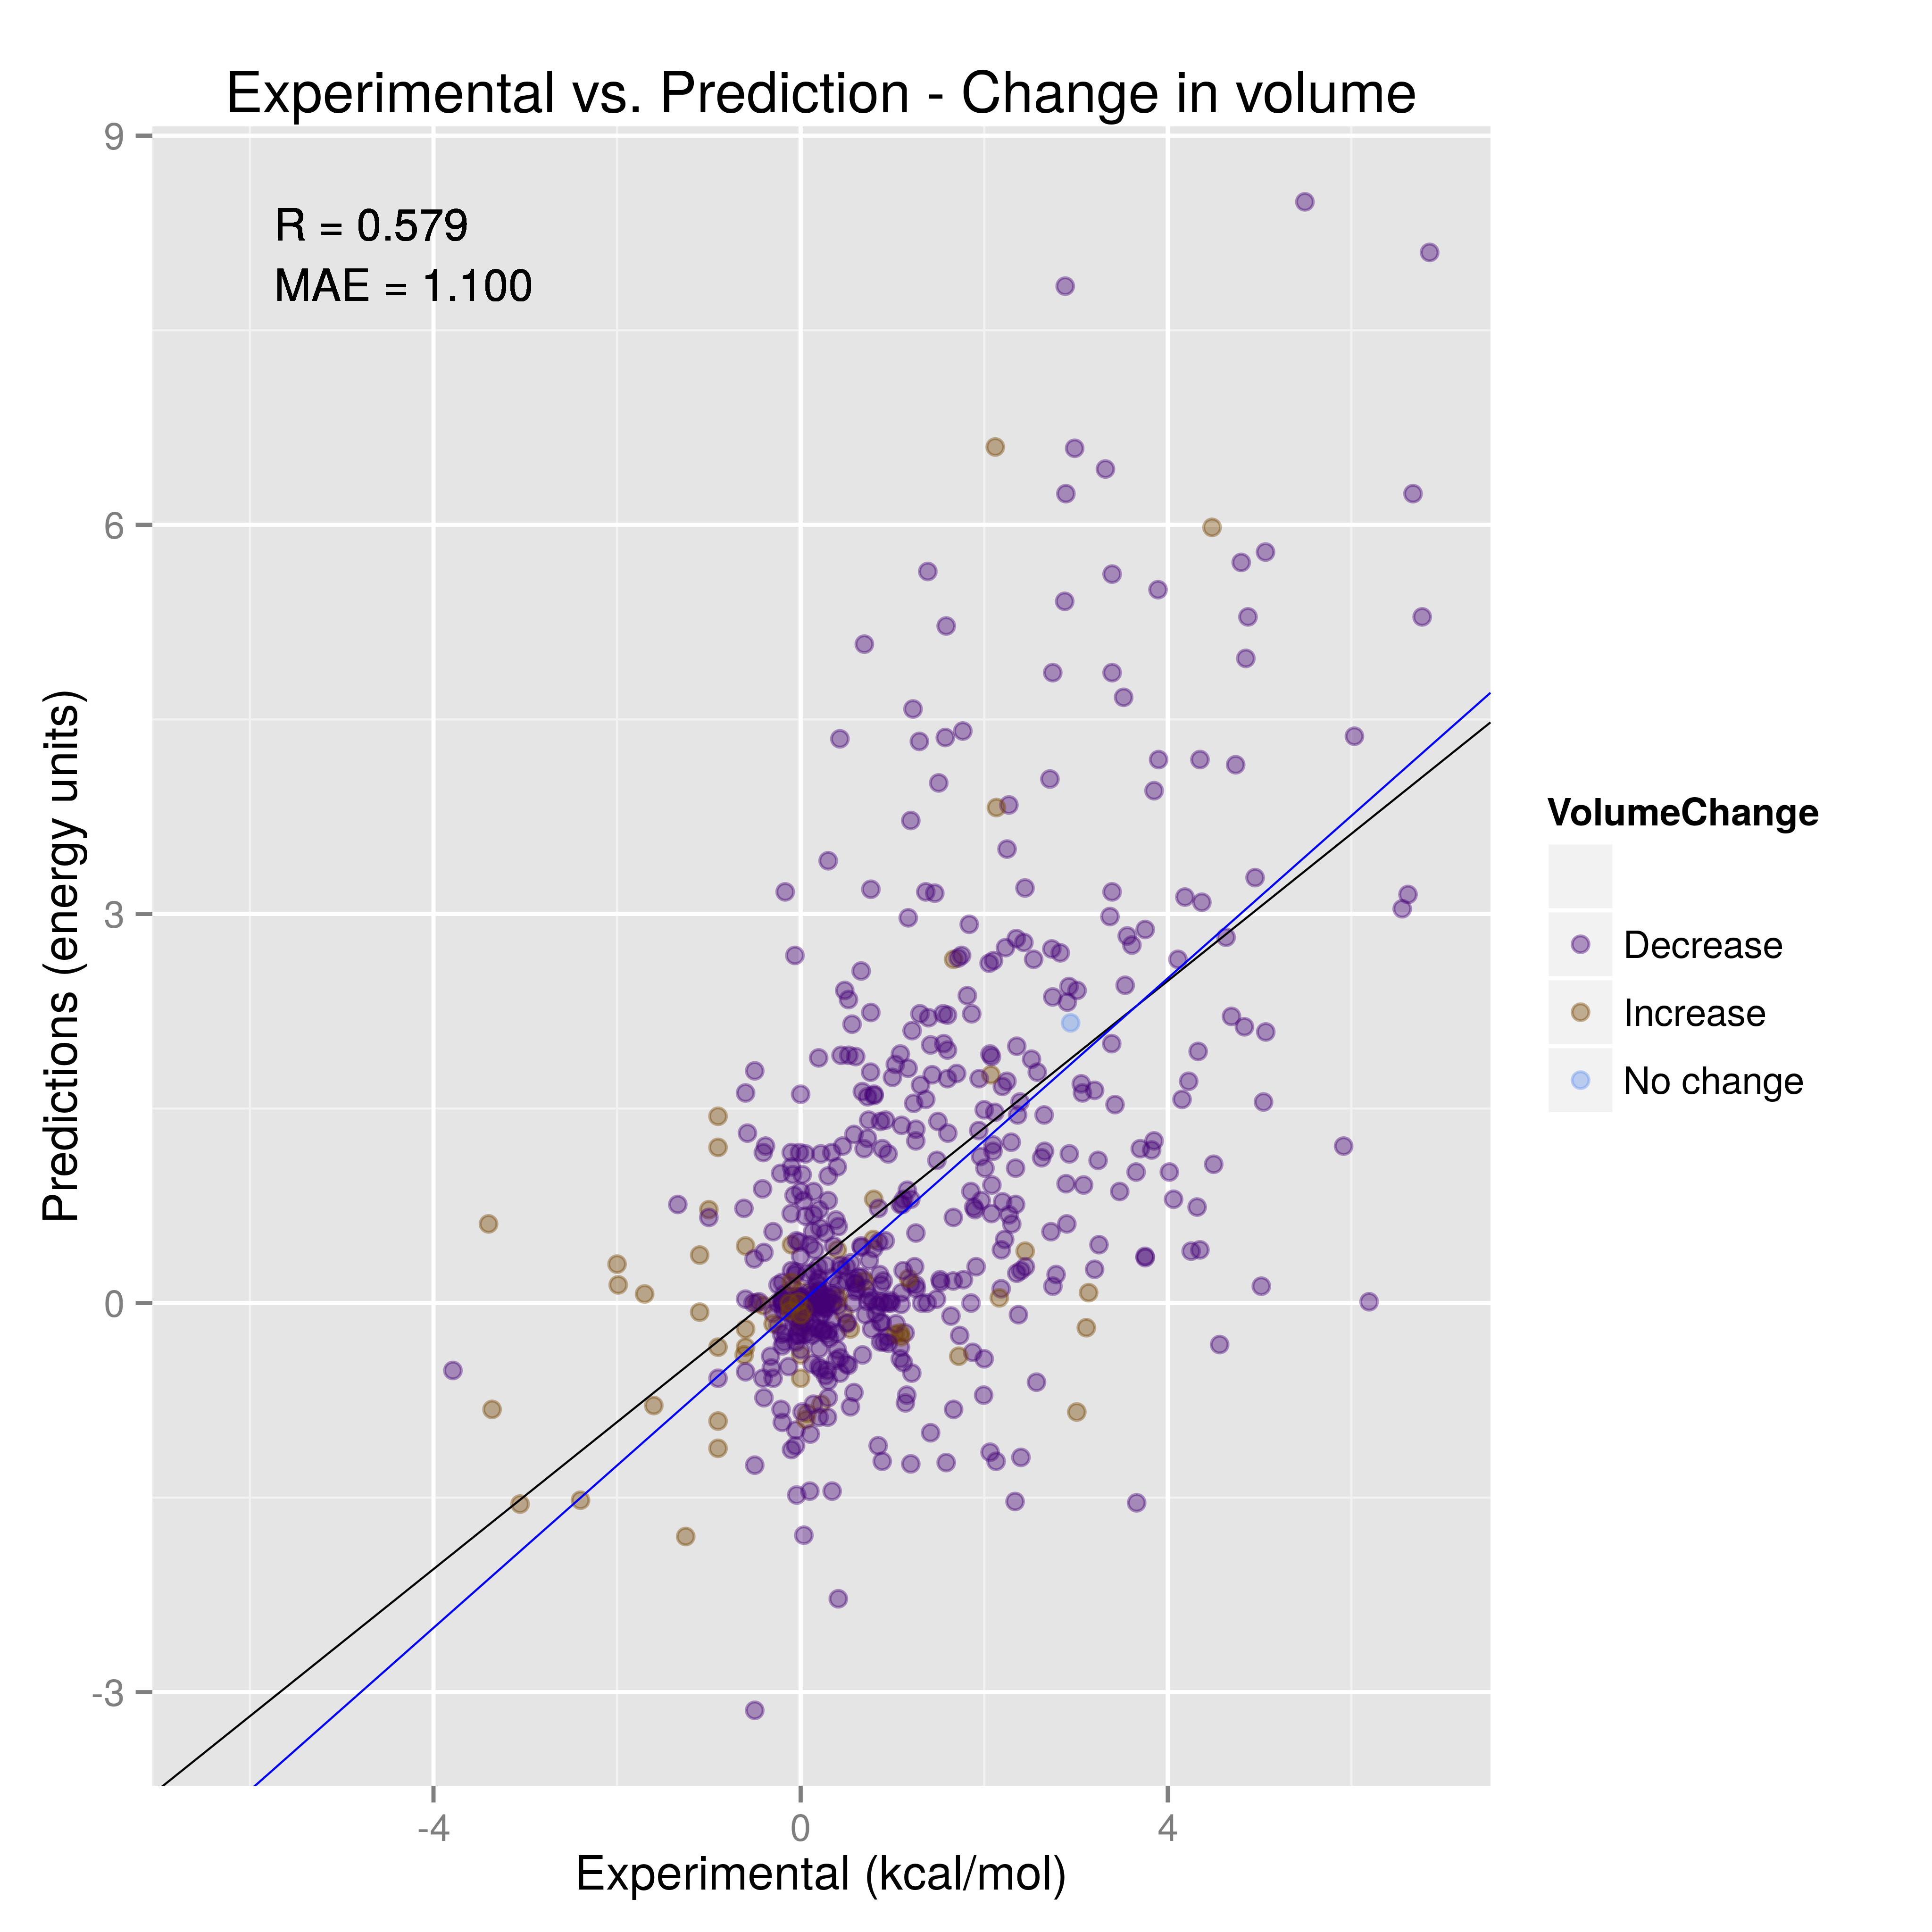 Experimental vs. Prediction - Change in volume
R = 0.579
MAE = 1.100
9
6
3
0
-3
Predictions (energy units)
-4
0
4
Experimental (kcal/mol)
VolumeChange
Decrease
Increase
No change